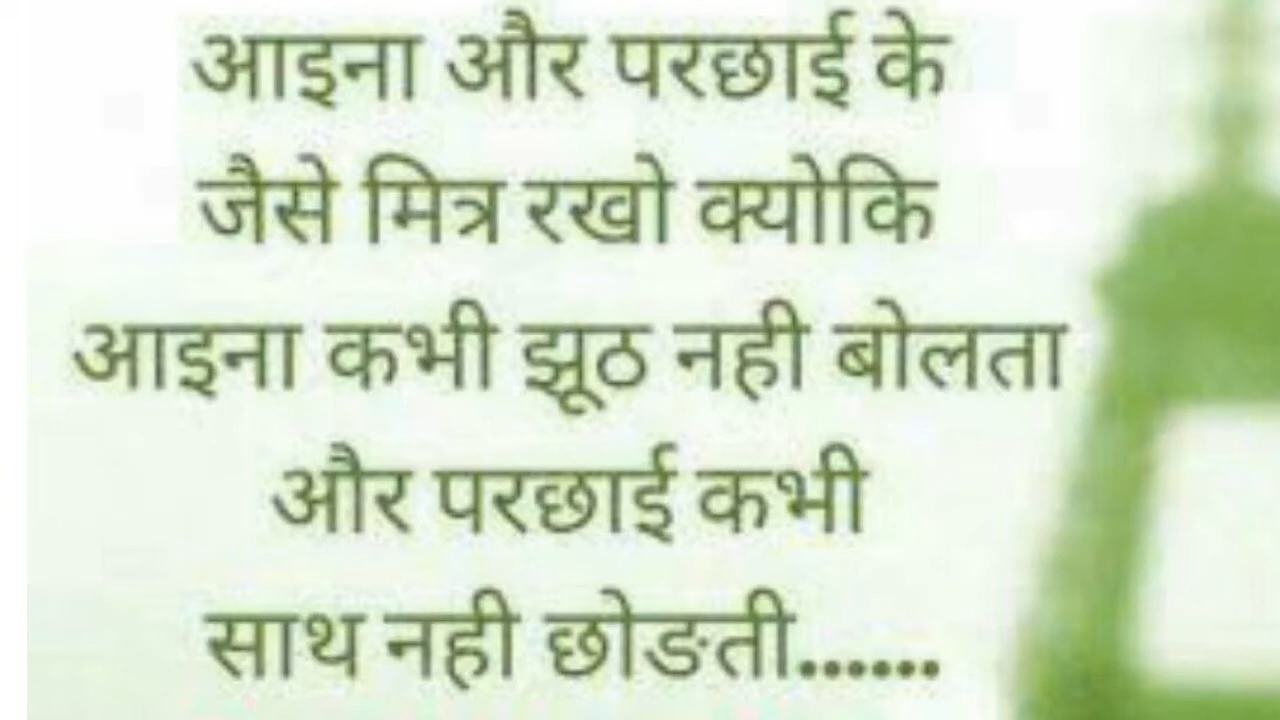 आइना और परछाई के
जैसे मित्र रखो क्योकि
आइना कभी झूठ नही बोलता
और परछाई कभी
साथ नही छोङती......